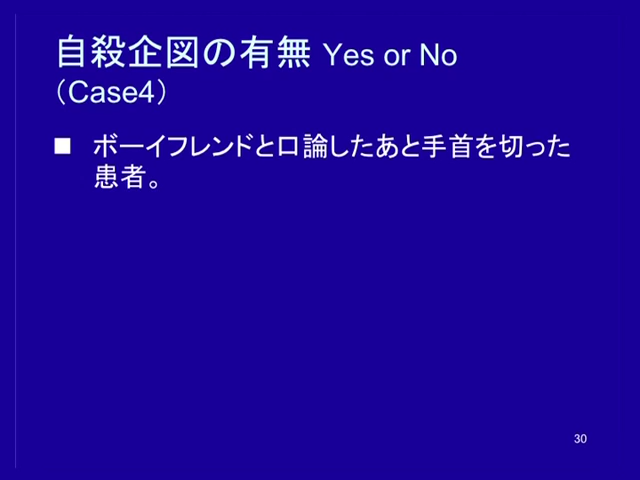 自殺企図の有無 Yes or No
（Case4）
■ ボーイフレンドと口論したあと手首を切った
患者。
30